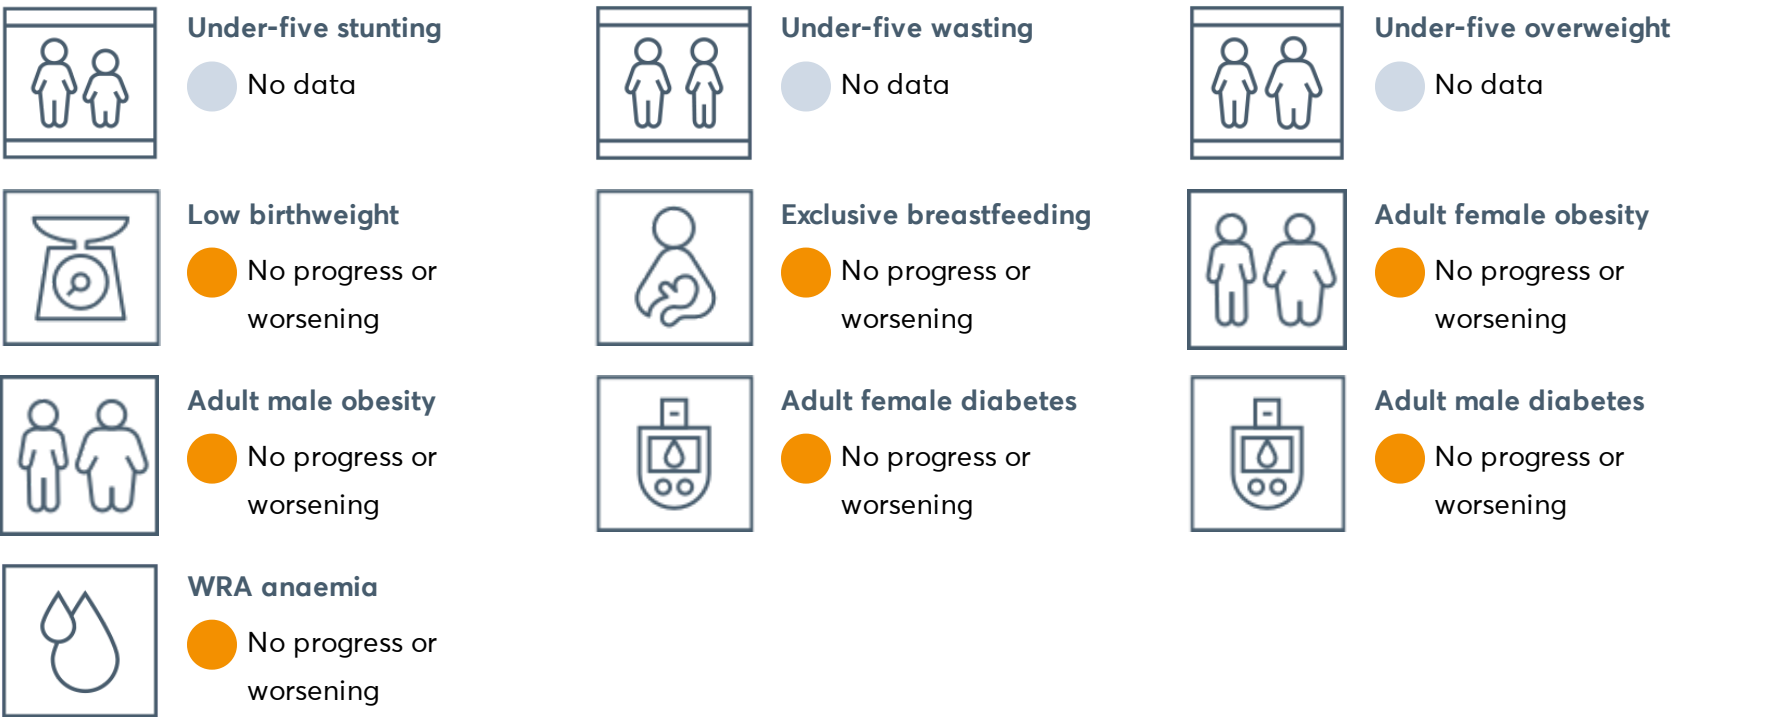 Under-five stunting
No data
Under-five wasting
No data
Under-five overweight
No data
Low birthweight
No progress or
worsening
Exclusive breastfeeding
No progress or
worsening
Adult female obesity
No progress or
worsening
Adult male obesity
No progress or
worsening
Adult female diabetes
No progress or
worsening
Adult male diabetes
No progress or
worsening
WRA anaemia
No progress or
worsening